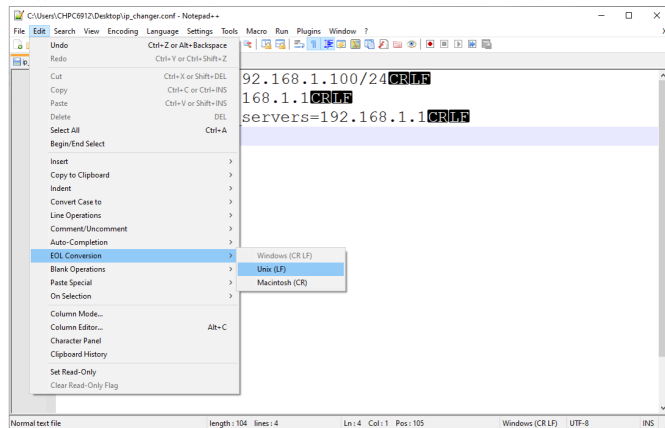 C:\Users\CHPC6912\Desktop\ip_changer.conf - Notepad++
File Edit Search View Encoding Language Settings Tools Macro Run Plugins Window ?
Undo Ctrl+Z or Alt+Backspace
Redo Ctrl+Y or Ctrl+Shift+Z
Cut Ctrl+X or Shift+DEL
Copy Ctrl+C or Ctrl+INS
Paste Ctrl+V or Shift+INS
Delete DEL
Select All Ctrl+A
Begin/End Select
Insert
Copy to Clipboard
Indent
Convert Case to
Line Operations
Comment/Uncomment
Auto-Completion
EOL Conversion
Blank Operations
Paste Special
On Selection
Column Mode...
Column Editor... Alt+C
Character Panel
Clipboard History
Set Read-Only
Clear Read-Only Flag
92.168.1.100/24CRLF
168.1.1CRLF
servers=192.168.1.1CRLF
Windows (CR LF)
Unix (LF)
Macintosh (CR)
Normal text file length : 104 lines : 4 Ln : 4 Col : 1 Pos : 105 Windows (CR LF) UTF-8 INS